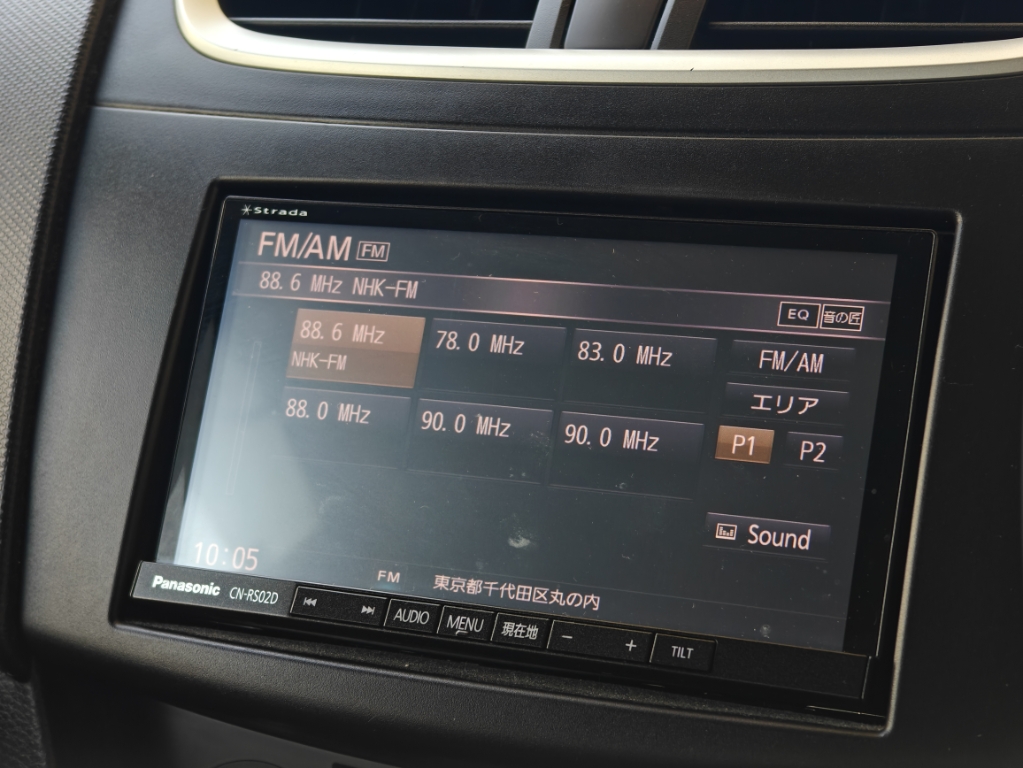 Strada
FM/AM FM
88.6 MHz NHK-FM
EQ 音の匠
88.6 MHz
NHK-FM
78.0 MHz
83.0 MHz
FM/AM
エリア
88.0 MHz
90.0 MHz
90.0 MHz
P1
P2
Sound
10:05
FM
東京都千代田区丸の内
Panasonic CN-RS02D
AUDIO
MENU
現在地
−
+
TILT